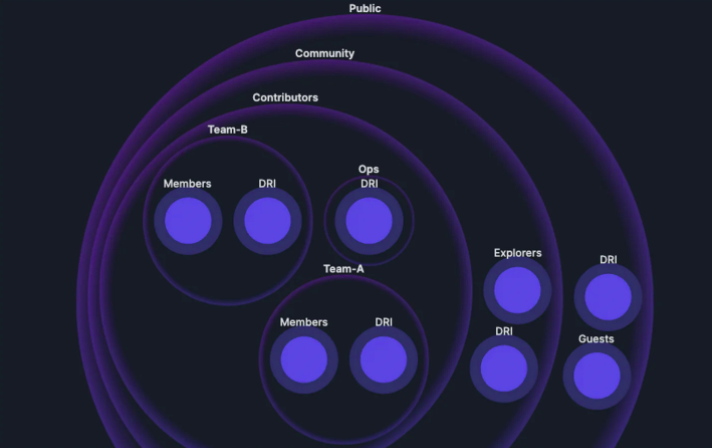 Public
Community
Contributors
Team-B
Ops
Members
DRI
DRI
Explorers
DRI
Team-A
Members
DRI
DRI
Guests